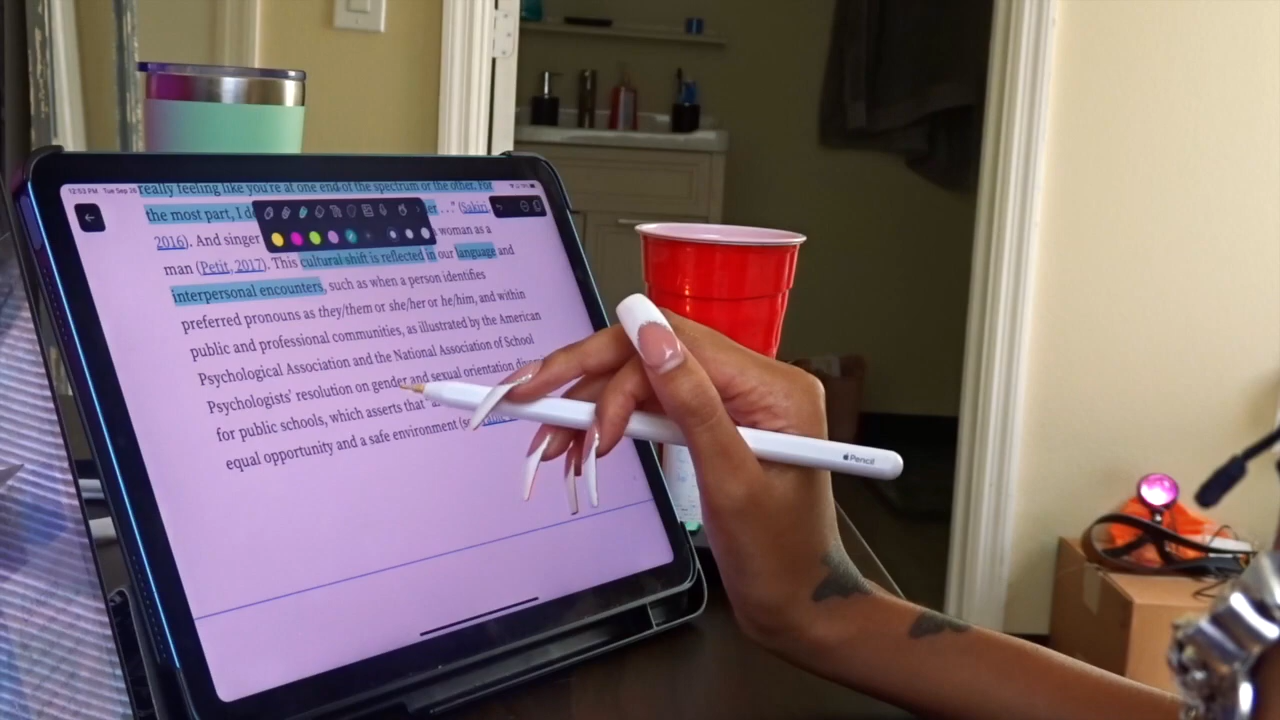 12:53 PM Tue Sep 26
really feeling like you're at one end of the spectrum or the other. For
the most part, I do er …” (Sakiri,
2016). And singer woman as a
man (Petit, 2017). This cultural shift is reflected in our language and
interpersonal encounters, such as when a person identifies
preferred pronouns as they/them or she/her or he/him, and within
public and professional communities, as illustrated by the American
Psychological Association and the National Association of School
Psychologists' resolution on gender and sexual orientation
for public schools, which asserts that
equal opportunity and a safe environment
Pencil